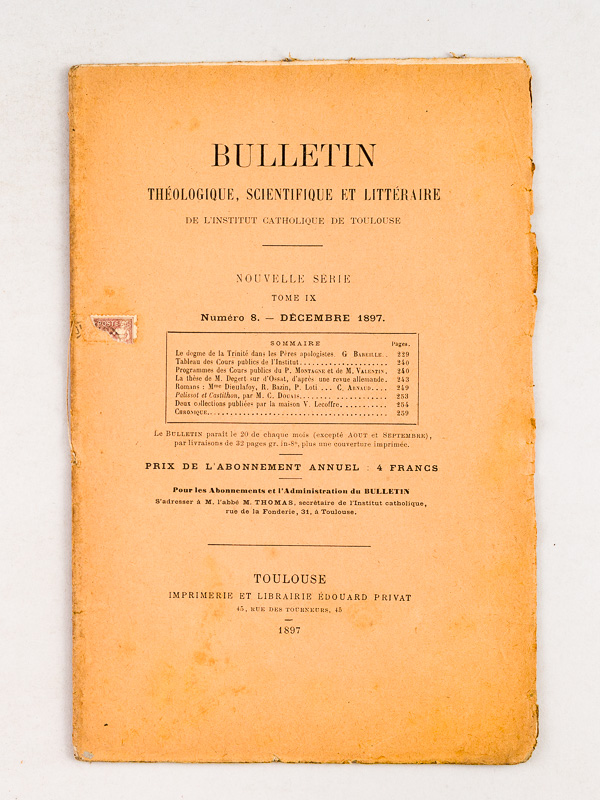 BULLETIN
THÉOLOGIQUE, SCIENTIFIQUE ET LITTÉRAIRE
DE L'INSTITUT CATHOLIQUE DE TOULOUSE
NOUVELLE SÉRIE
TOME IX
Numéro 8. — DÉCEMBRE 1897.
SOMMAIRE Pages.
Le dogme de la Trinité dans les Pères apologistes. G BAREILLE. 229
Tableau des Cours publics de l'Institut..................... 240
Programmes des Cours publics du P. MONTAGNE et de M. VALENTIN. 240
La thèse de M. Degert sur d'Ossat, d'après une revue allemande. 243
Romans : Mme Dieulafoy, R. Bazin, P. Loti ... C. ARNAUD.... 249
Palissot et Castilhon, par M. C. DOUAIS.................... 253
Deux collections publiées par la maison V. Lecoffre........... 254
CHRONIQUE........................................ 259
Le BULLETIN paraît le 20 de chaque mois (excepté AOUT et SEPTEMBRE),
par livraisons de 32 pages gr. in-8º, plus une couverture imprimée.
PRIX DE L'ABONNEMENT ANNUEL : 4 FRANCS
Pour les Abonnements et l'Administration du BULLETIN
S'adresser à M. l'abbé M. THOMAS, secrétaire de l'Institut catholique,
rue de la Fonderie, 31, à Toulouse.
TOULOUSE
IMPRIMERIE ET LIBRAIRIE ÉDOUARD PRIVAT
45, RUE DES TOURNEURS, 45
1897